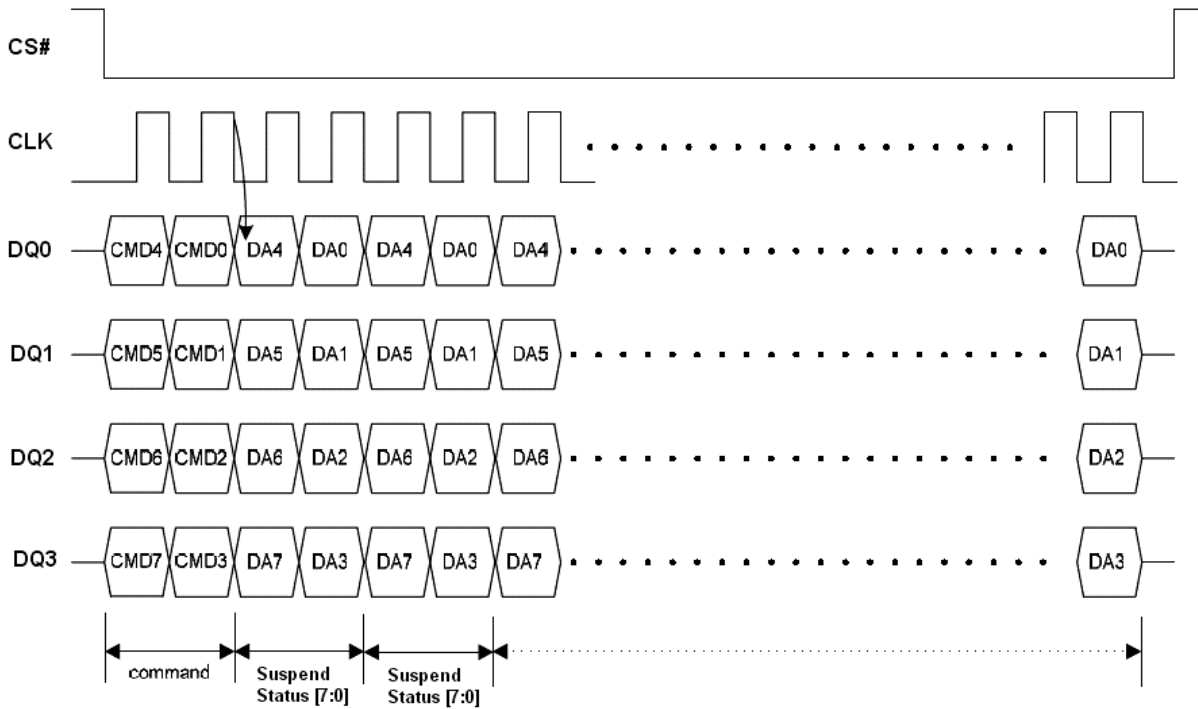 CS#
CLK
DQ0 CMD4 CMD0 DA4 DA0 DA4 DA0 DA4 DA0
DQ1 CMD5 CMD1 DA5 DA1 DA5 DA1 DA5 DA1
DQ2 CMD6 CMD2 DA6 DA2 DA6 DA2 DA6 DA2
DQ3 CMD7 CMD3 DA7 DA3 DA7 DA3 DA7 DA3
command
Suspend
Status [7:0]
Suspend
Status [7:0]